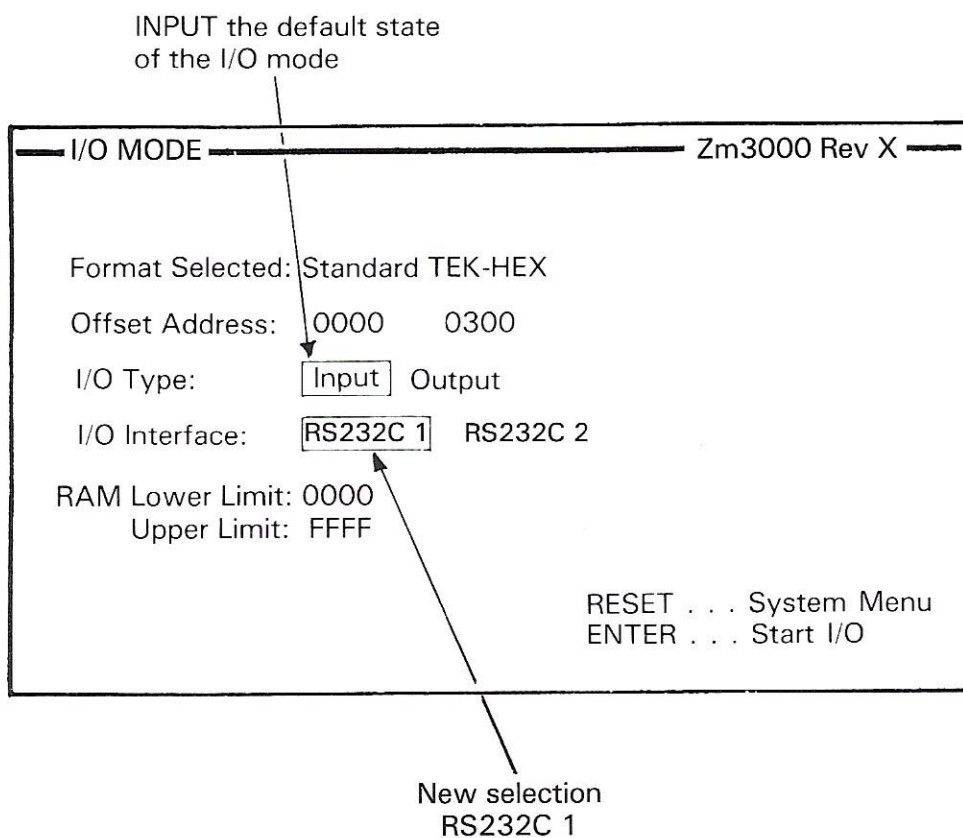 INPUT the default state
of the I/O mode
I/O MODE Zm3000 Rev X
Format Selected: Standard TEK-HEX
Offset Address: 0000 0300
I/O Type: Input Output
I/O Interface: RS232C 1 RS232C 2
RAM Lower Limit: 0000
Upper Limit: FFFF
RESET . . . System Menu
ENTER . . . Start I/O
New selection
RS232C 1